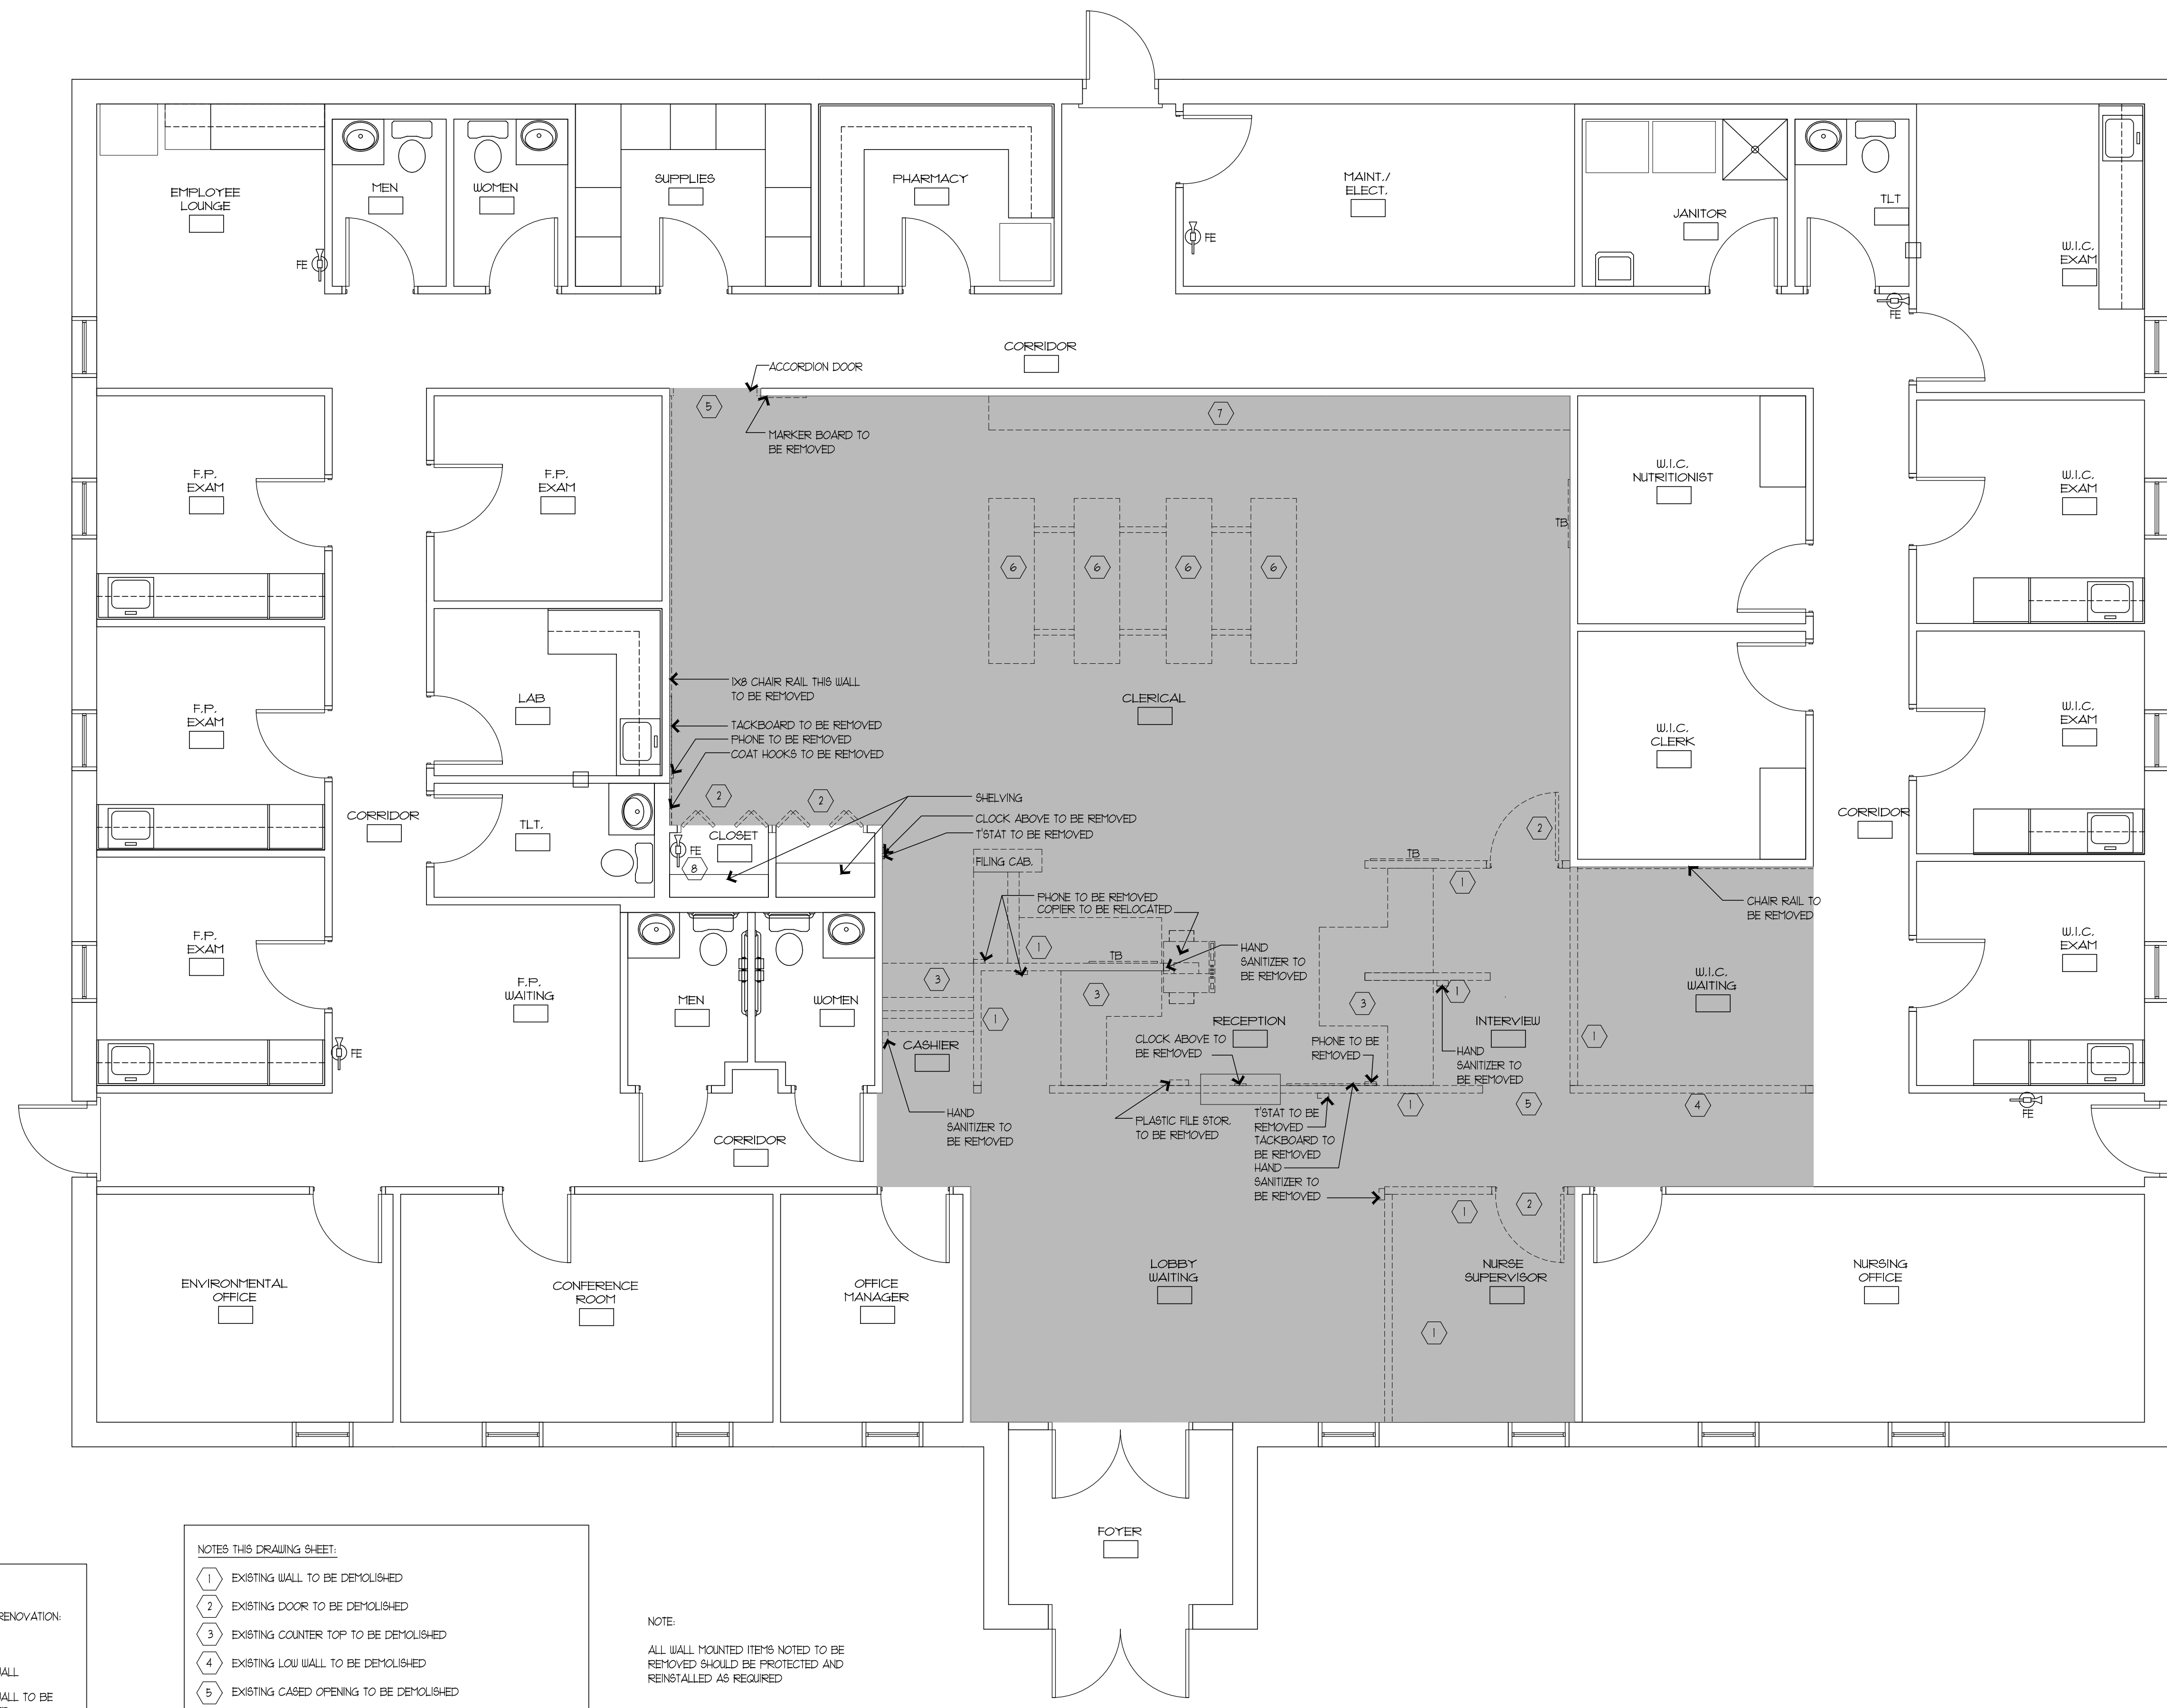 EMPLOYEE
LOUNGE
MEN
WOMEN
SUPPLIES
PHARMACY
MAINT./
ELECT.
JANITOR
TLT
W.I.C.
EXAM
FE
FE
FE
CORRIDOR
ACCORDION DOOR
5
7
MARKER BOARD TO
BE REMOVED
F.P.
EXAM
F.P.
EXAM
W.I.C.
NUTRITIONIST
W.I.C.
EXAM
TB
6
6
6
6
1X8 CHAIR RAIL THIS WALL
TO BE REMOVED
LAB
CLERICAL
F.P.
EXAM
W.I.C.
EXAM
TACKBOARD TO BE REMOVED
PHONE TO BE REMOVED
COAT HOOKS TO BE REMOVED
W.I.C.
CLERK
2
2
SHELVING
CORRIDOR
CORRIDOR
CLOCK ABOVE TO BE REMOVED
T'STAT TO BE REMOVED
TLT.
CLOSET
FE
8
2
FILING CAB.
TB
1
PHONE TO BE REMOVED
COPIER TO BE RELOCATED
CHAIR RAIL TO
BE REMOVED
F.P.
EXAM
W.I.C.
EXAM
1
TB
HAND
SANITIZER TO
BE REMOVED
3
3
F.P.
WAITING
MEN
WOMEN
1
3
1
W.I.C.
WAITING
RECEPTION
INTERVIEW
CASHIER
CLOCK ABOVE TO
BE REMOVED
PHONE TO BE
REMOVED
1
HAND
SANITIZER TO
BE REMOVED
FE
HAND
SANITIZER TO
BE REMOVED
PLASTIC FILE STOR.
TO BE REMOVED
T'STAT TO BE
REMOVED
TACKBOARD TO
BE REMOVED
HAND
SANITIZER TO
BE REMOVED
1
5
4
FE
CORRIDOR
1
2
ENVIRONMENTAL
OFFICE
CONFERENCE
ROOM
OFFICE
MANAGER
LOBBY
WAITING
NURSE
SUPERVISOR
NURSING
OFFICE
1
FOYER
RENOVATION:
WALL
WALL TO BE
NOTES THIS DRAWING SHEET:
1 EXISTING WALL TO BE DEMOLISHED
2 EXISTING DOOR TO BE DEMOLISHED
3 EXISTING COUNTER TOP TO BE DEMOLISHED
4 EXISTING LOW WALL TO BE DEMOLISHED
5 EXISTING CASED OPENING TO BE DEMOLISHED
NOTE:
ALL WALL MOUNTED ITEMS NOTED TO BE
REMOVED SHOULD BE PROTECTED AND
REINSTALLED AS REQUIRED